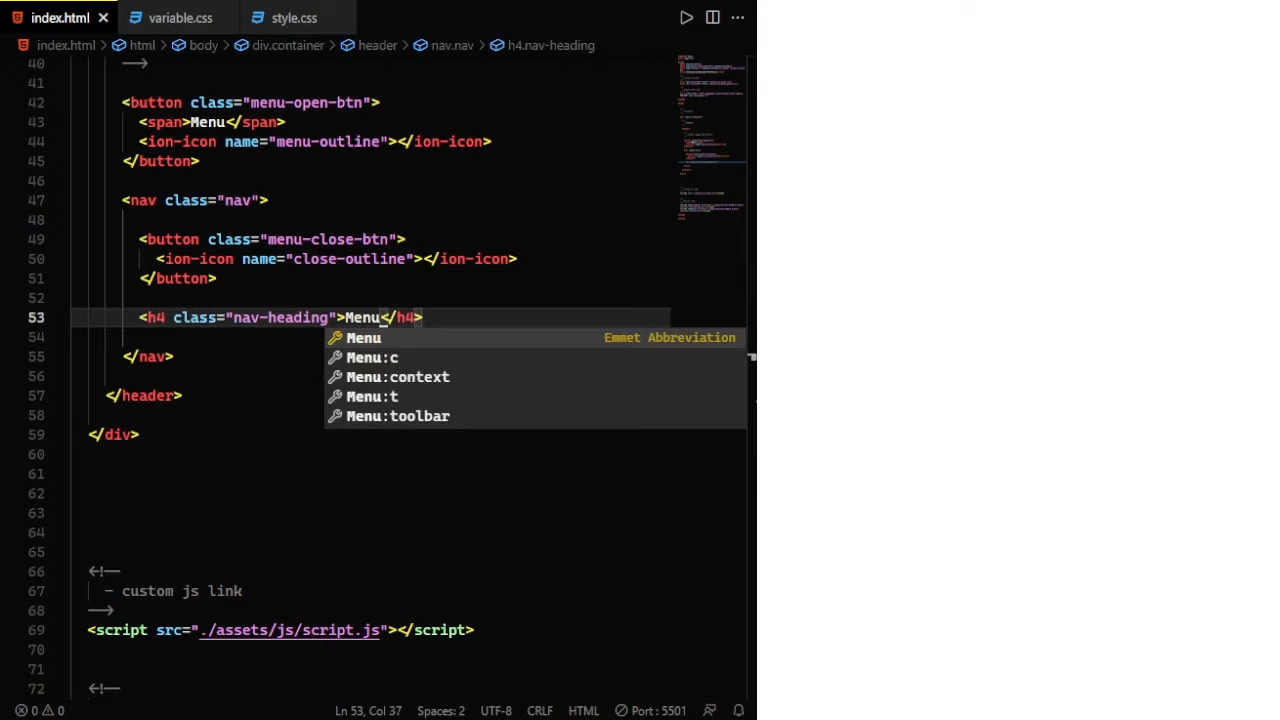 index.html
variable.css
style.css
index.html > html > body > div.container > header > nav.nav > h4.nav-heading
40 -->
41
42 <button class="menu-open-btn">
43 <span>Menu</span>
44 <ion-icon name="menu-outline"></ion-icon>
45 </button>
46
47 <nav class="nav">
48
49 <button class="menu-close-btn">
50 <ion-icon name="close-outline"></ion-icon>
51 </button>
52
53 <h4 class="nav-heading">Menu</h4>
54
Menu Emmet Abbreviation
Menu:c
Menu:context
Menu:t
Menu:toolbar
55 </nav>
56
57 </header>
58
59 </div>
60
61
62
63
64
65
66 <!--
67 - custom js link
68 -->
69 <script src="./assets/js/script.js"></script>
70
71
72 <!--
0 0 Ln 53, Col 37 Spaces: 2 UTF-8 CRLF HTML Port : 5501